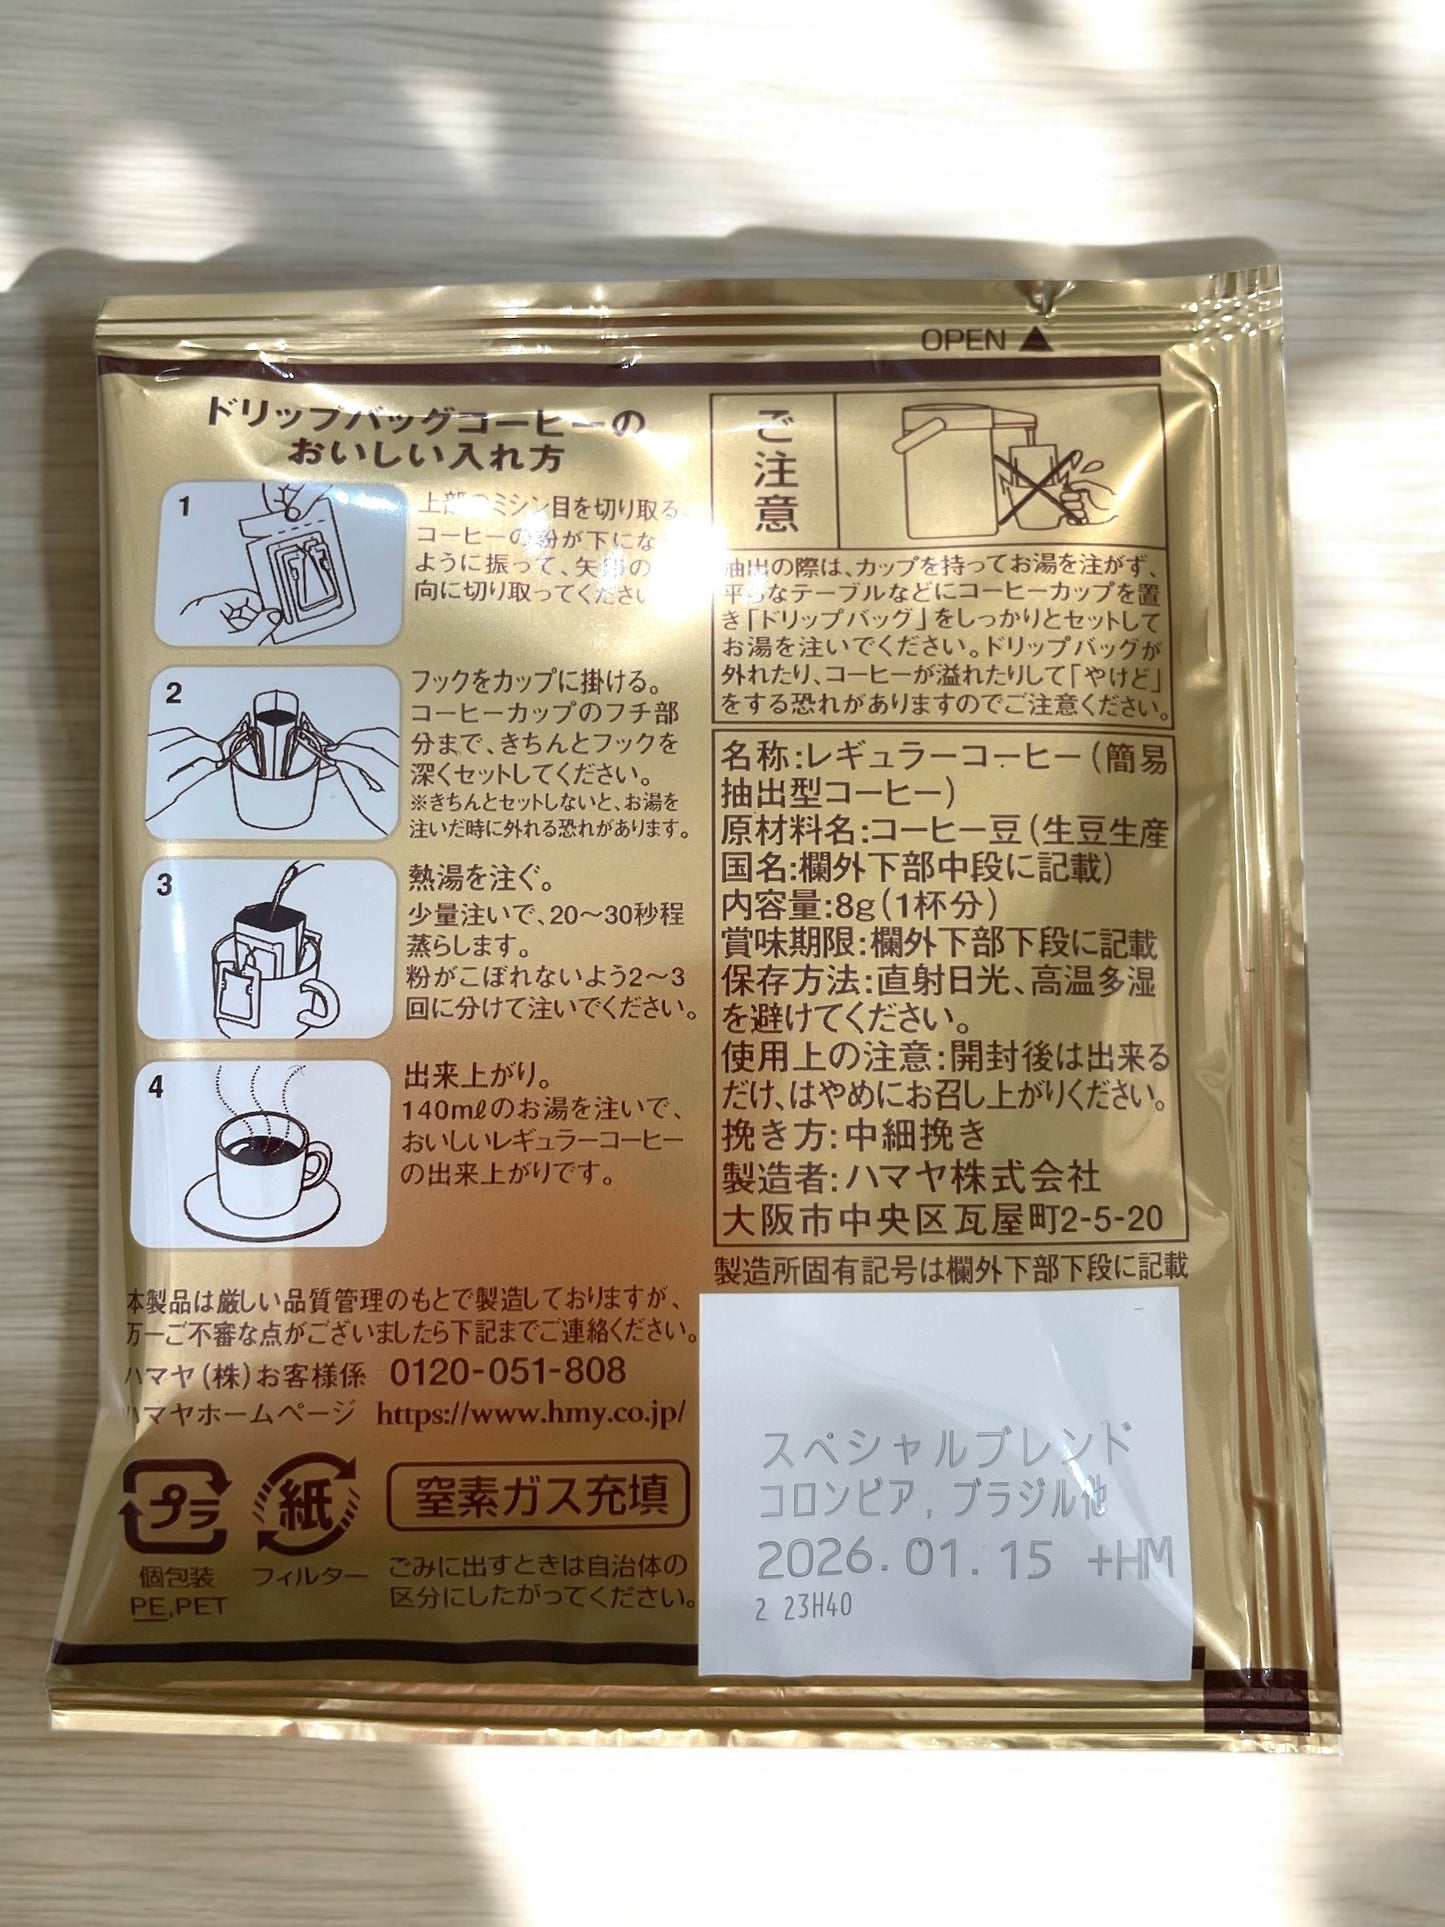 OPEN ▲
ドリップバッグコーヒーの
おいしい入れ方
1
上部のミシン目を切り取る。
コーヒーの粉が下にな
ように振って、矢印の
向に切り取ってください
2
フックをカップに掛ける。
コーヒーカップのフチ部
分まで、きちんとフックを
深くセットしてください。
※きちんとセットしないと、お湯を
注いだ時に外れる恐れがあります。
3
熱湯を注ぐ。
少量注いで、20〜30秒程
蒸らします。
粉がこぼれないよう2〜3
回に分けて注いでください。
4
出来上がり。
140mℓのお湯を注いで、
おいしいレギュラーコーヒー
の出来上がりです。
本製品は厳しい品質管理のもとで製造しておりますが、
万一ご不審な点がございましたら下記までご連絡ください。
ハマヤ(株)お客様係 0120-051-808
ハマヤホームページ https://www.hmy.co.jp/
プラ
個包装
PE,PET
紙
フィルター
窒素ガス充填
ごみに出すときは自治体の
区分にしたがってください。
ご注意
抽出の際は、カップを持ってお湯を注がず、
平らなテーブルなどにコーヒーカップを置
き「ドリップバッグ」をしっかりとセットして
お湯を注いでください。ドリップバッグが
外れたり、コーヒーが溢れたりして「やけど」
をする恐れがありますのでご注意ください。
名称:レギュラーコーヒー(簡易
抽出型コーヒー)
原材料名:コーヒー豆(生豆生産
国名:欄外下部中段に記載)
内容量:8g(1杯分)
賞味期限:欄外下部下段に記載
保存方法:直射日光、高温多湿
を避けてください。
使用上の注意:開封後は出来る
だけ、はやめにお召し上がりください。
挽き方:中細挽き
製造者:ハマヤ株式会社
大阪市中央区瓦屋町2-5-20
製造所固有記号は欄外下部下段に記載
スペシャルブレンド
コロンビア, ブラジル他
2026.01.15 +HM
2 23H40